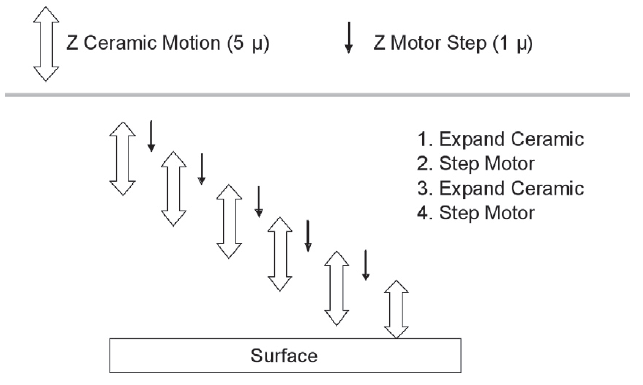 Z Ceramic Motion (5 μ)
Z Motor Step (1 μ)
1. Expand Ceramic
2. Step Motor
3. Expand Ceramic
4. Step Motor
Surface